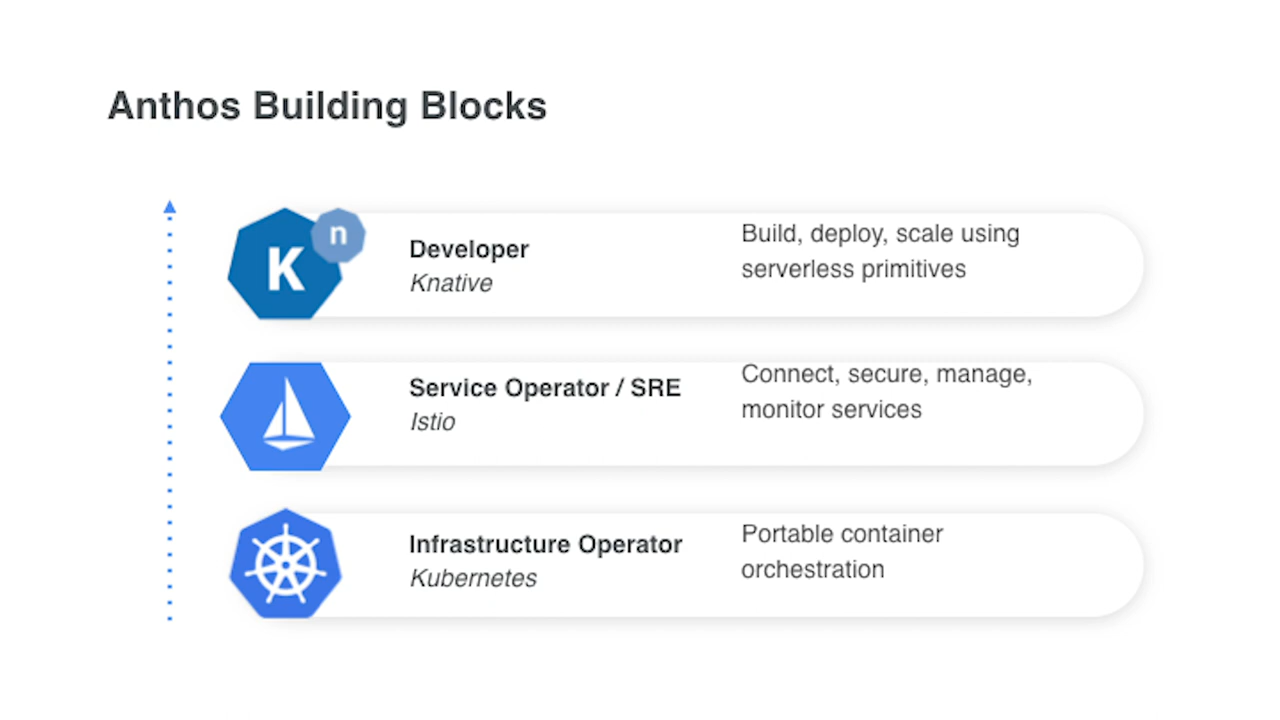 Anthos Building Blocks
K
n
Developer
Knative
Build, deploy, scale using
serverless primitives
Service Operator / SRE
Istio
Connect, secure, manage,
monitor services
Infrastructure Operator
Kubernetes
Portable container
orchestration